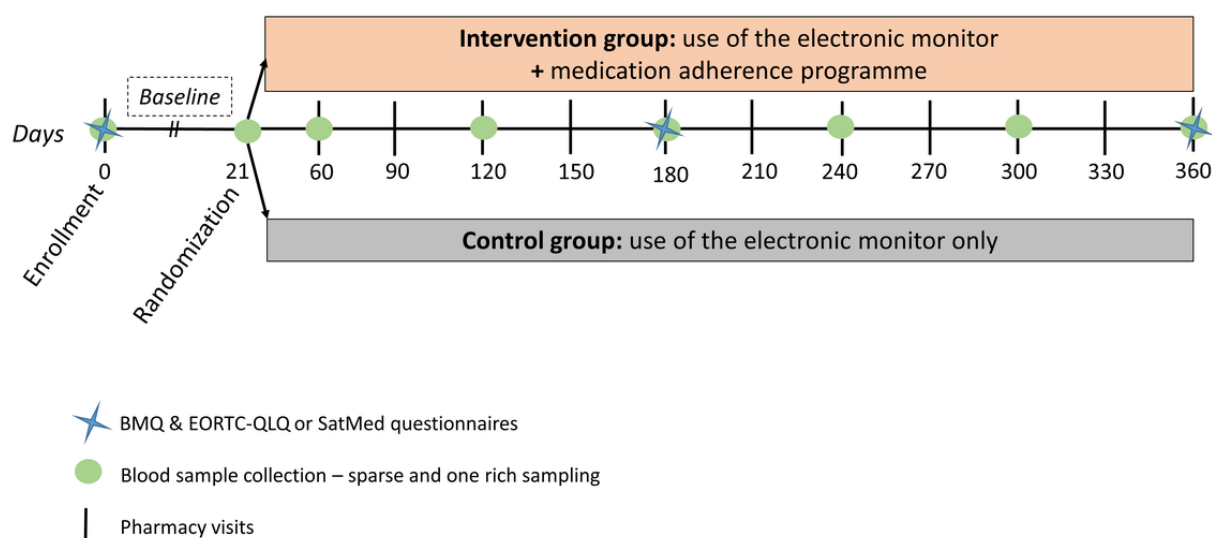 Intervention group: use of the electronic monitor
+ medication adherence programme
Baseline
Days
0
21
60
90
120
150
180
210
240
270
300
330
360
Enrollment
Randomization
Control group: use of the electronic monitor only
BMQ & EORTC-QLQ or SatMed questionnaires
Blood sample collection – sparse and one rich sampling
Pharmacy visits